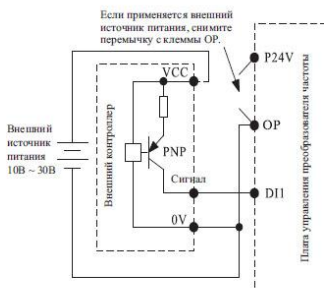 Если применяется внешний
источник питания, снимите
перемычку с клеммы OP.
VCC
P24V
OP
Внешний
источник
питания
10В ~ 30В
Внешний контроллер
PNP
Сигнал
DI1
0V
Плата управления преобразователя частоты